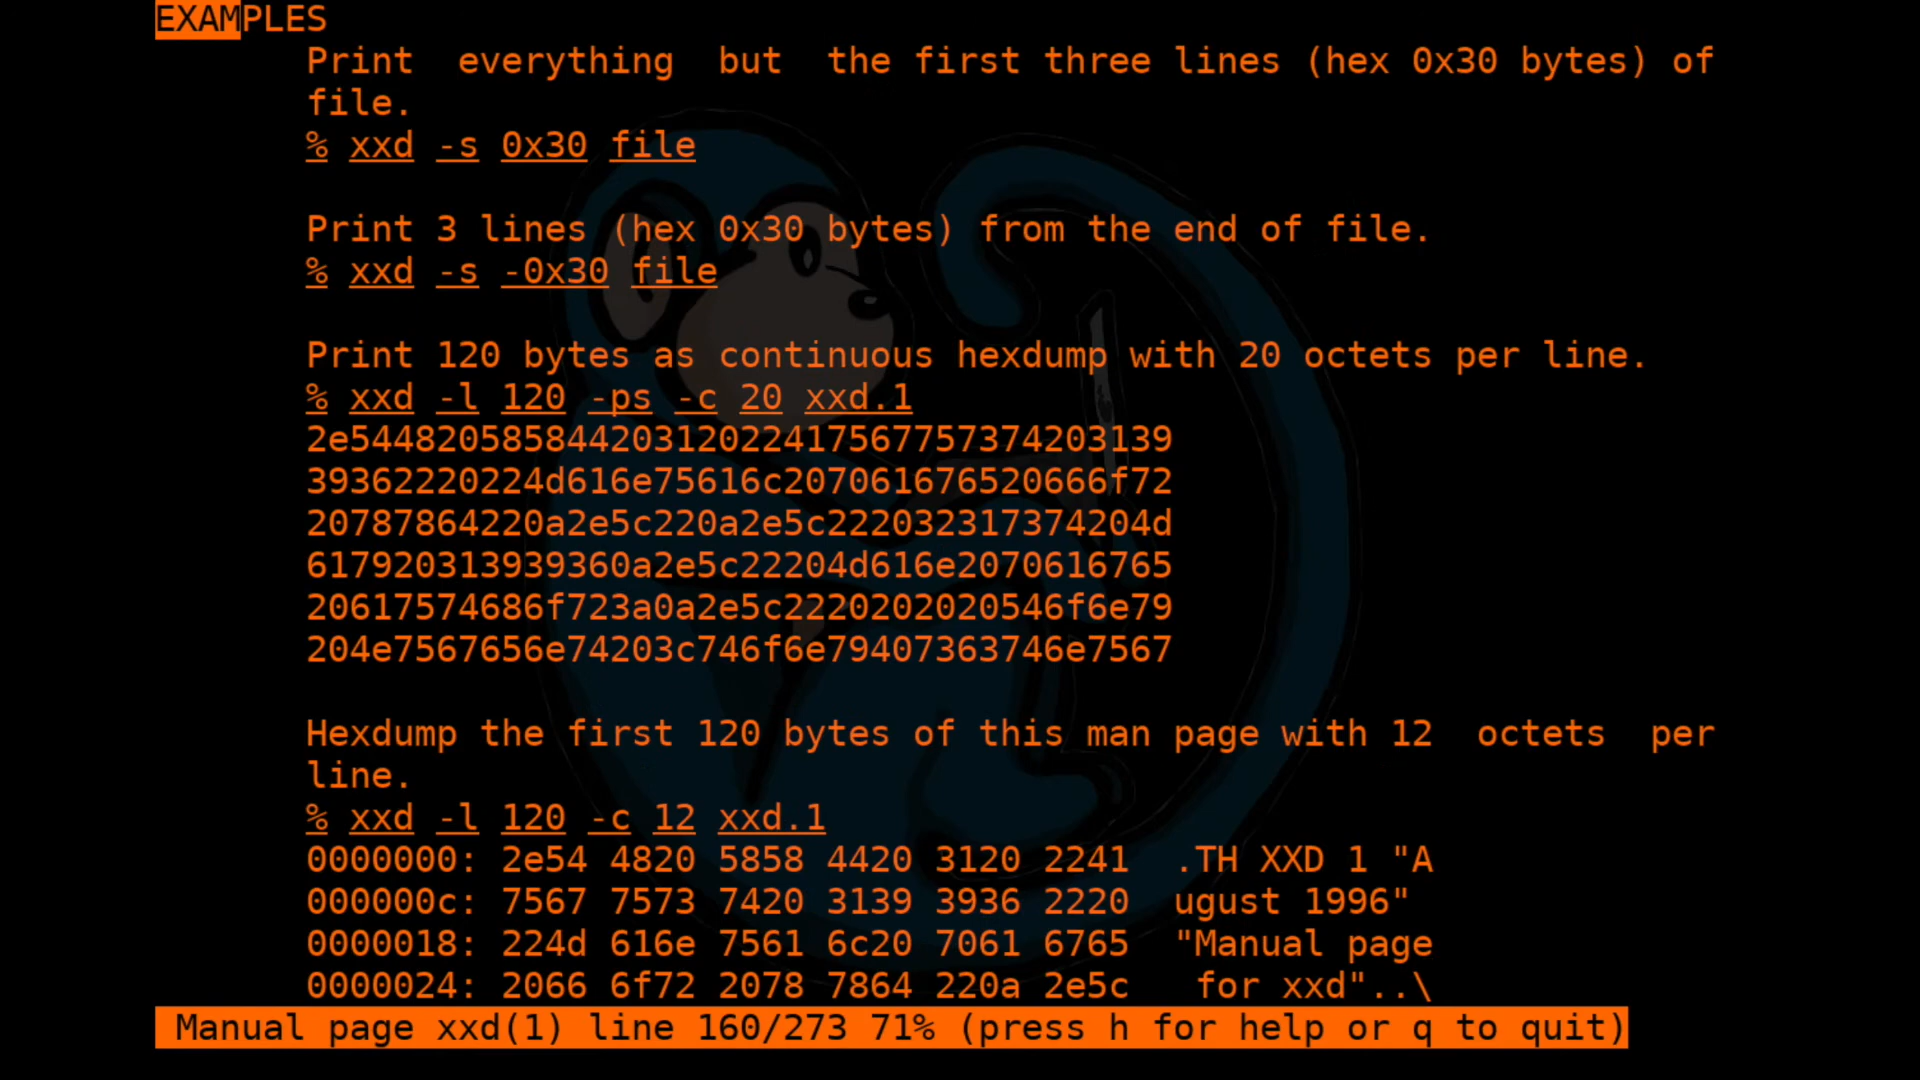 EXAMPLES
Print everything but the first three lines (hex 0x30 bytes) of
file.
% xxd -s 0x30 file
Print 3 lines (hex 0x30 bytes) from the end of file.
% xxd -s -0x30 file
Print 120 bytes as continuous hexdump with 20 octets per line.
% xxd -l 120 -ps -c 20 xxd.1
2e54482058584420312022417567757374203139
39362220224d616e75616c207061676520666f72
20787864220a2e5c220a2e5c222032317374204d
617920313939360a2e5c22204d616e2070616765
20617574686f723a0a2e5c2220202020546f6e79
204e7567656e74203c746f6e79407363746e7567
Hexdump the first 120 bytes of this man page with 12 octets per
line.
% xxd -l 120 -c 12 xxd.1
0000000: 2e54 4820 5858 4420 3120 2241 .TH XXD 1 "A
000000c: 7567 7573 7420 3139 3936 2220 ugust 1996"
0000018: 224d 616e 7561 6c20 7061 6765 "Manual page
0000024: 2066 6f72 2078 7864 220a 2e5c for xxd"..\
Manual page xxd(1) line 160/273 71% (press h for help or q to quit)